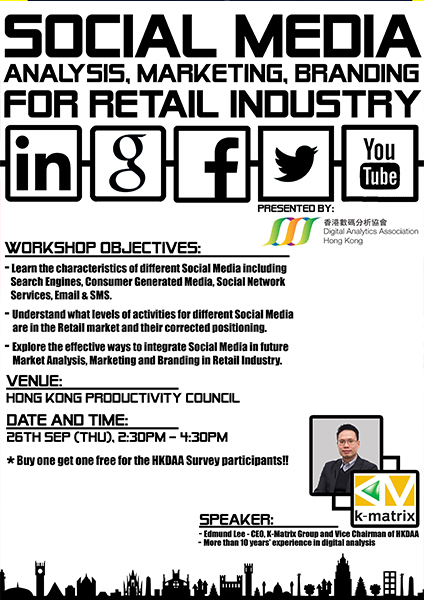 SOCIAL MEDIA
ANALYSIS, MARKETING, BRANDING
FOR RETAIL INDUSTRY
in
g
f
You
Tube
PRESENTED BY:
香港數碼分析協會
Digital Analytics Association
Hong Kong
WORKSHOP OBJECTIVES:
- Learn the characteristics of different Social Media including
Search Engines, Consumer Generated Media, Social Network
Services, Email & SMS.
- Understand what levels of activities for different Social Media
are in the Retail market and their corrected positioning.
- Explore the effective ways to integrate Social Media in future
Market Analysis, Marketing and Branding in Retail Industry.
VENUE:
HONG KONG PRODUCTIVITY COUNCIL
DATE AND TIME:
26TH SEP (THU), 2:30PM – 4:30PM
* Buy one get one free for the HKDAA Survey participants!!
k-matrix
SPEAKER:
- Edmund Lee - CEO, K-Matrix Group and Vice Chairman of HKDAA
- More than 10 years' experience in digital analysis